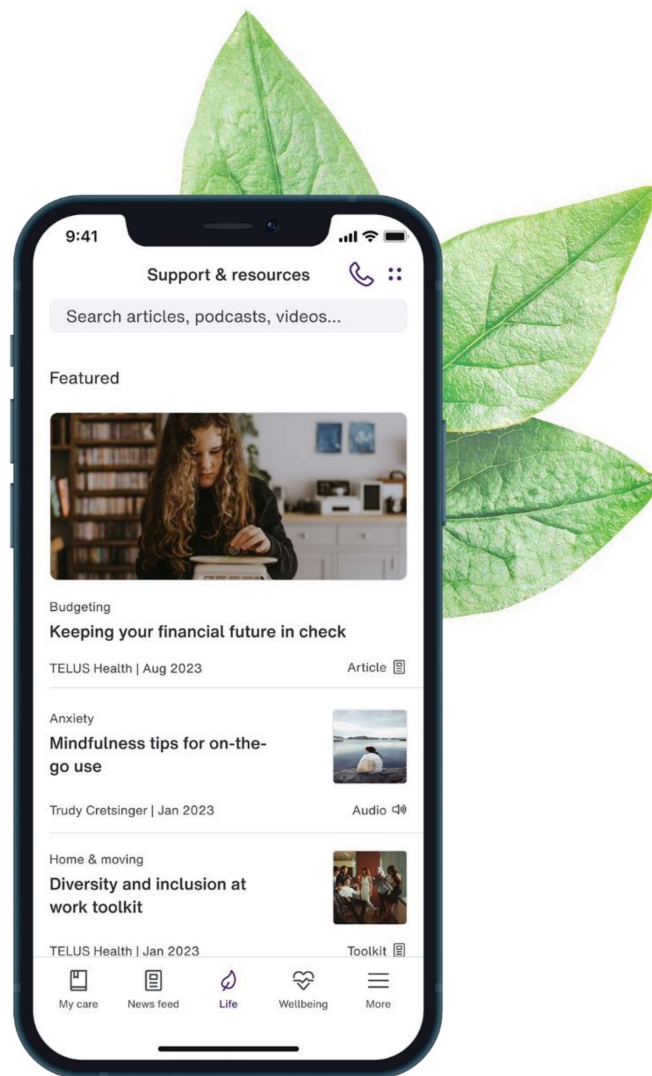 9:41
Support & resources
Search articles, podcasts, videos...
Featured
Budgeting
Keeping your financial future in check
TELUS Health | Aug 2023
Article
Anxiety
Mindfulness tips for on-the-
go use
Trudy Cretsinger | Jan 2023
Audio
Home & moving
Diversity and inclusion at
work toolkit
TELUS Health | Jan 2023
Toolkit
My care
News feed
Life
Wellbeing
More